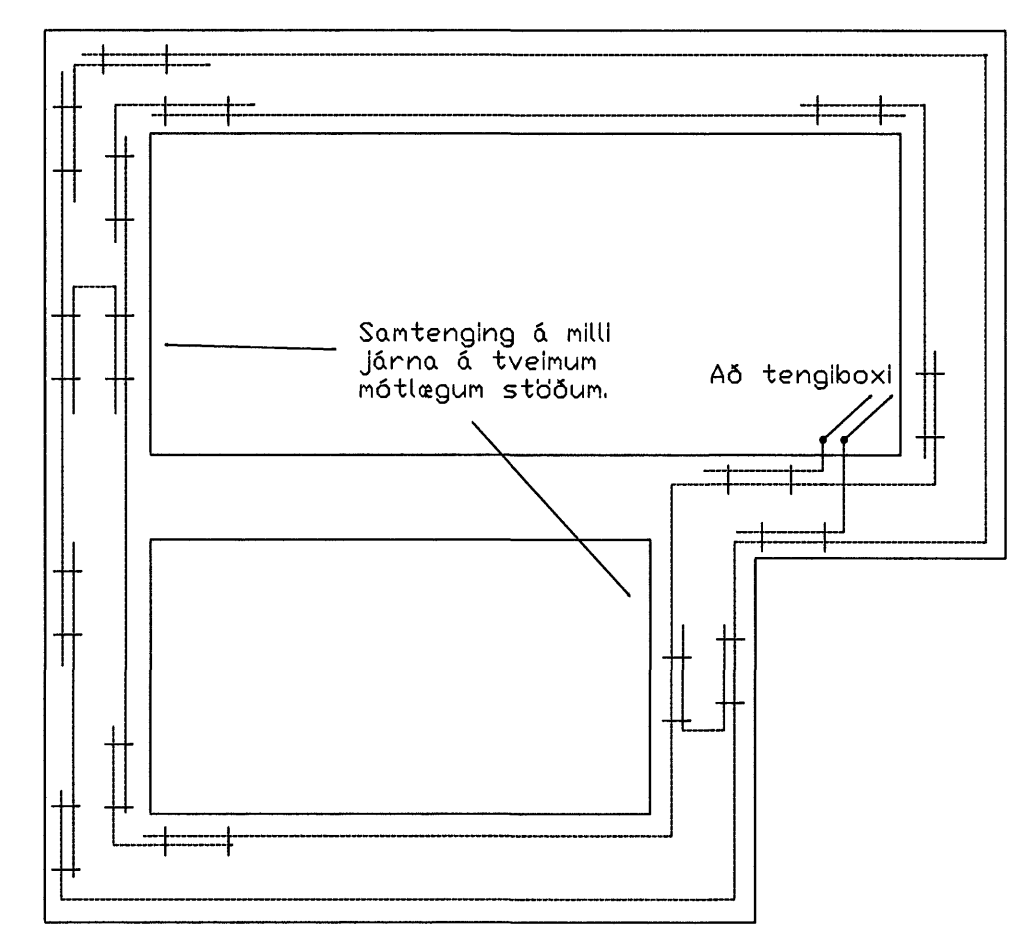 Samtenging á milli
járna á tveimum
mótlægum stöðum.
Að tengiboxi